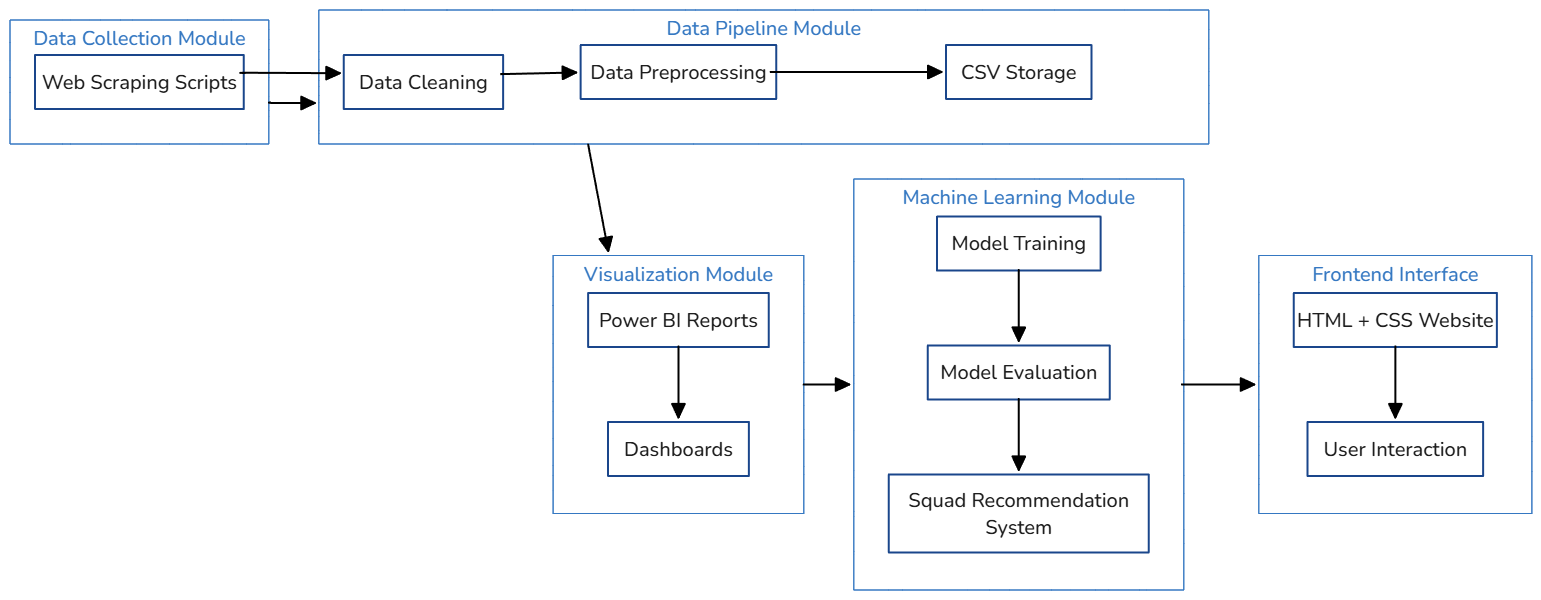 Data Collection Module
Web Scraping Scripts
Data Pipeline Module
Data Cleaning
Data Preprocessing
CSV Storage
Visualization Module
Power BI Reports
Dashboards
Machine Learning Module
Model Training
Model Evaluation
Squad Recommendation
System
Frontend Interface
HTML + CSS Website
User Interaction